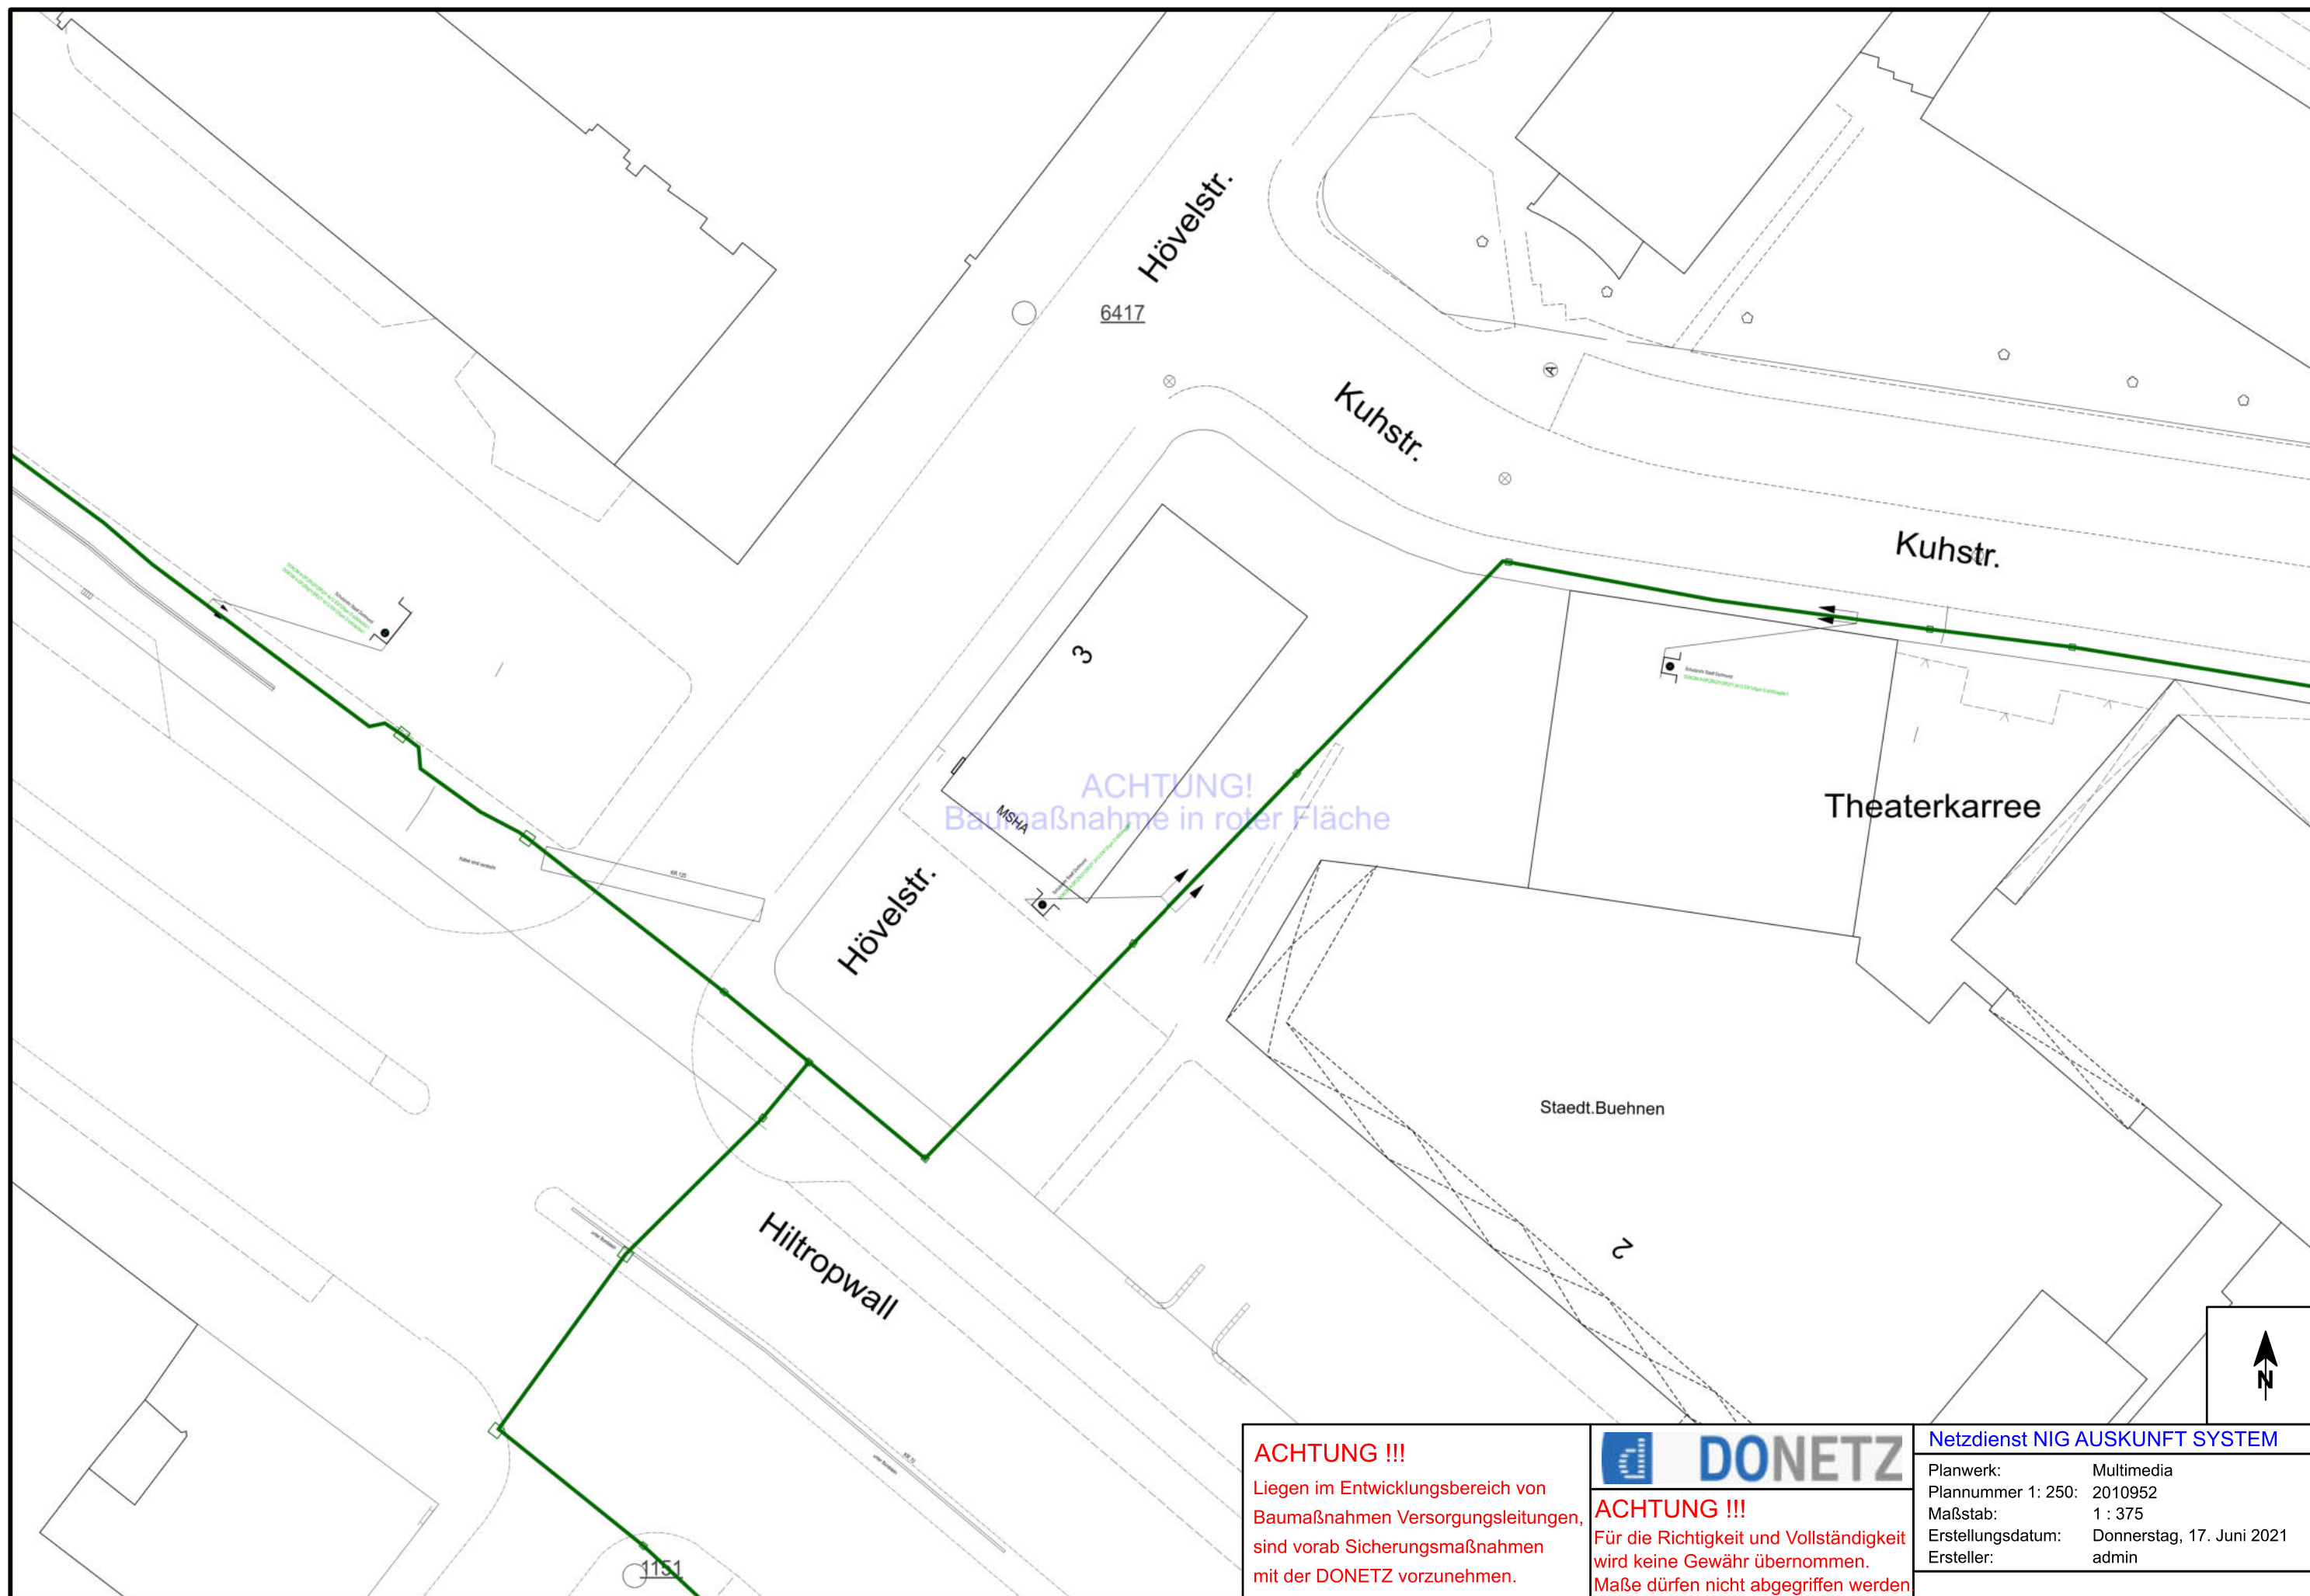 Hövelstr.
6417
Kuhstr.
A
Kuhstr.
3
Theaterkarree
ACHTUNG!
Baumaßnahme in roter Fläche
MSHA
Hövelstr.
KR 125
Staedt.Buehnen
2
Hiltropwall
1151
N
ACHTUNG !!!
Liegen im Entwicklungsbereich von
Baumaßnahmen Versorgungsleitungen,
sind vorab Sicherungsmaßnahmen
mit der DONETZ vorzunehmen.
d DONETZ
ACHTUNG !!!
Für die Richtigkeit und Vollständigkeit
wird keine Gewähr übernommen.
Maße dürfen nicht abgegriffen werden
Netzdienst NIG AUSKUNFT SYSTEM
Planwerk: Multimedia
Plannummer 1: 250: 2010952
Maßstab: 1 : 375
Erstellungsdatum: Donnerstag, 17. Juni 2021
Ersteller: admin